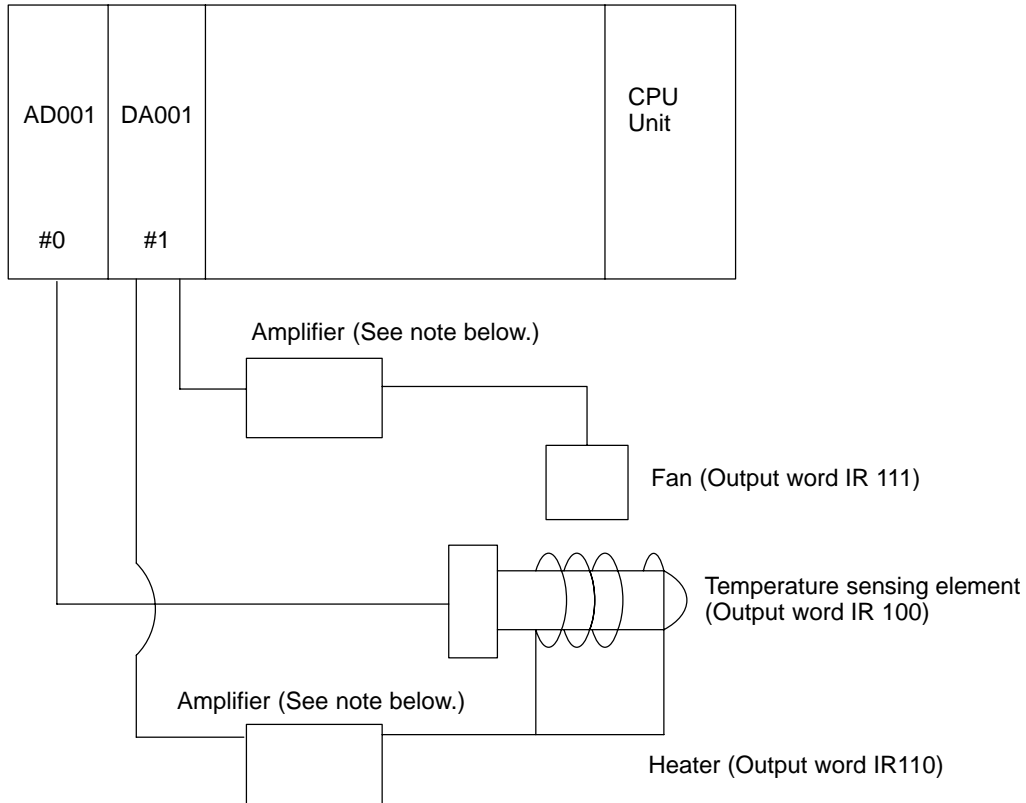 AD001
DA001
CPU
Unit
#0
#1
Amplifier (See note below.)
Fan (Output word IR 111)
Temperature sensing element
(Output word IR 100)
Amplifier (See note below.)
Heater (Output word IR110)